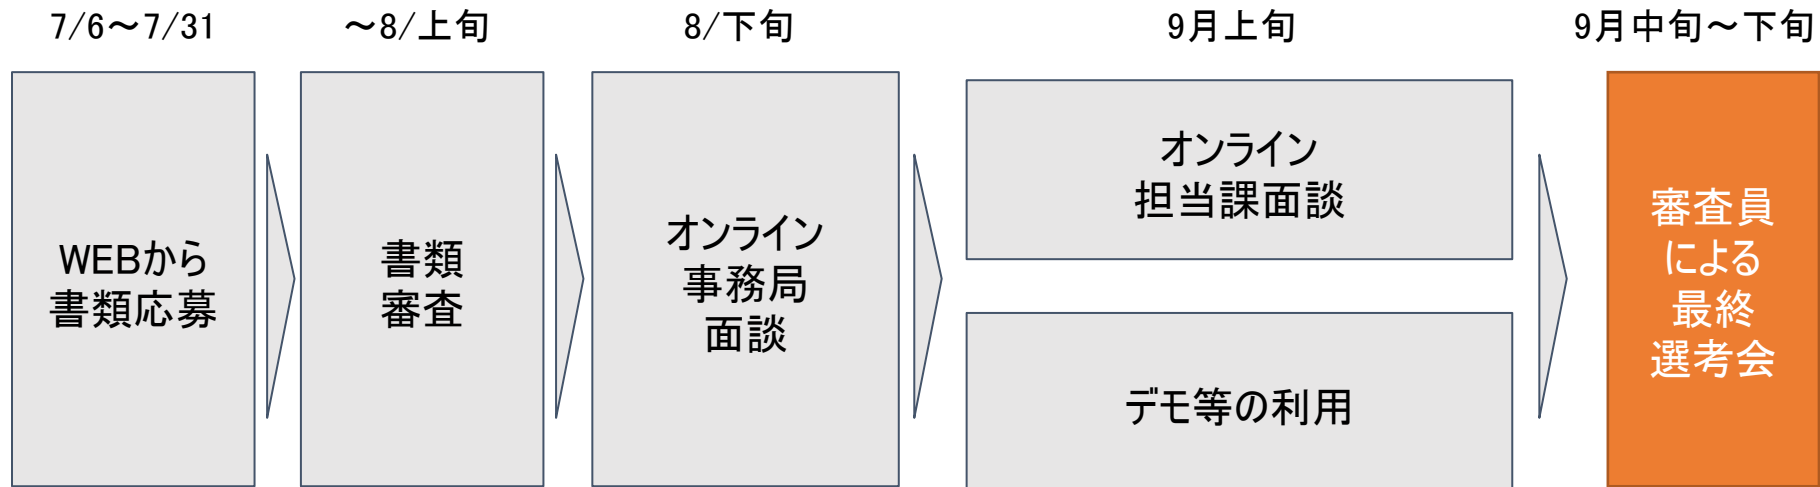 7/6～7/31
～8/上旬
8/下旬
9月上旬
9月中旬～下旬
WEBから
書類応募
書類
審査
オンライン
事務局
面談
オンライン
担当課面談
デモ等の利用
審査員
による
最終
選考会